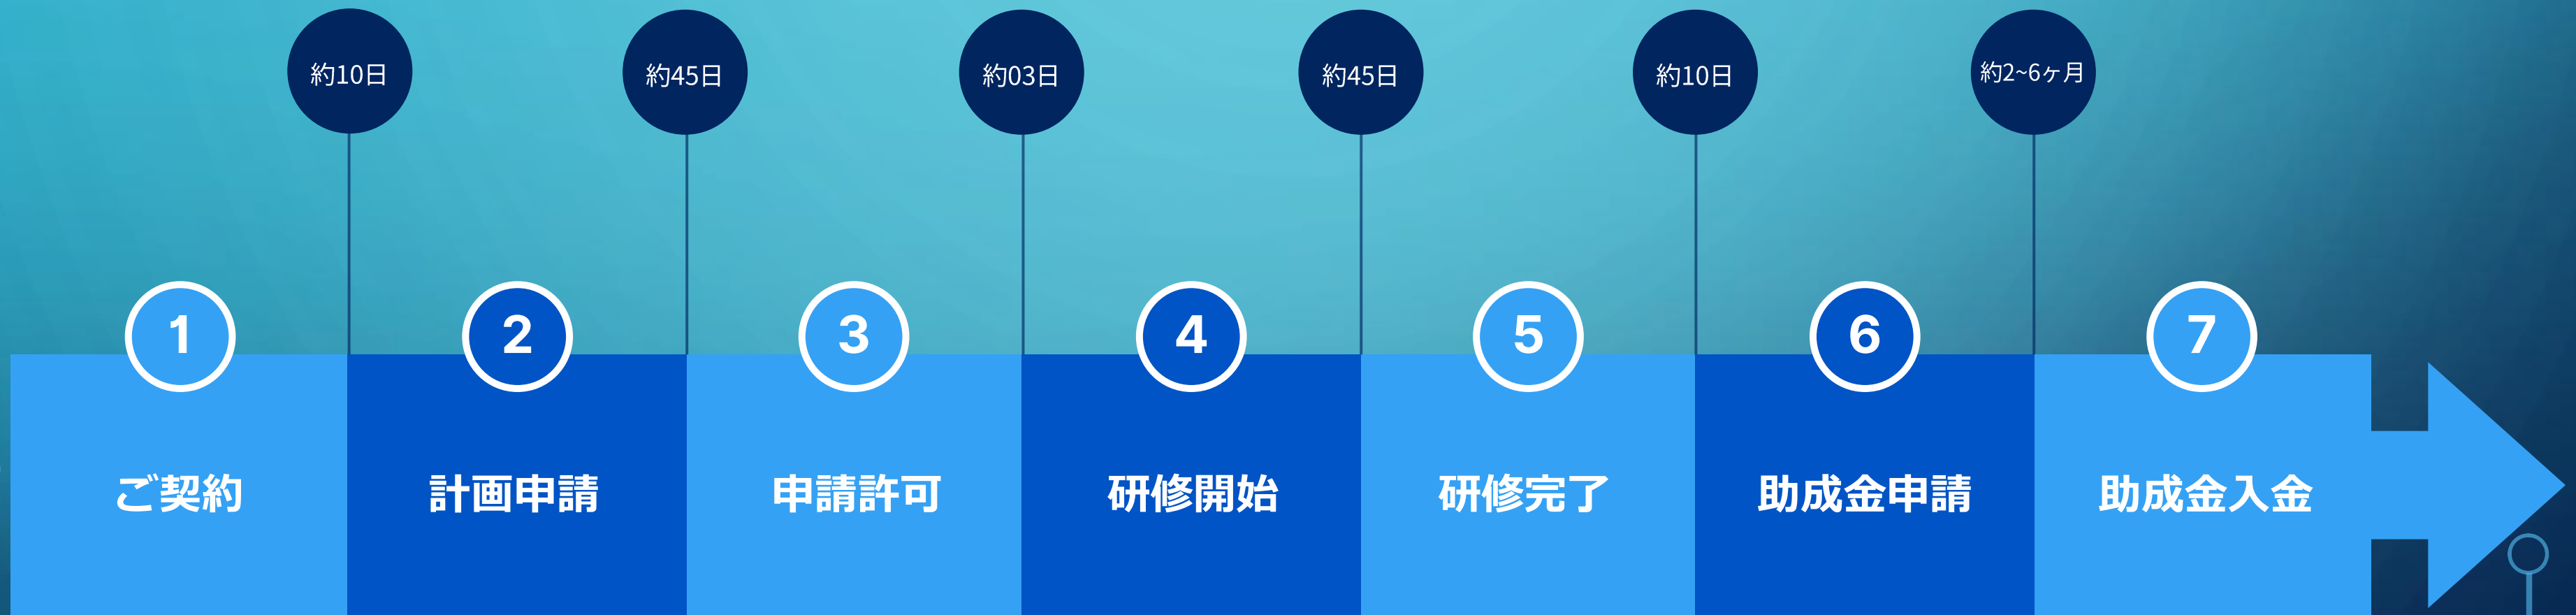 約10日
約45日
約03日
約45日
約10日
約2~6ヶ月
1
2
3
4
5
6
7
ご契約
計画申請
申請許可
研修開始
研修完了
助成金申請
助成金入金